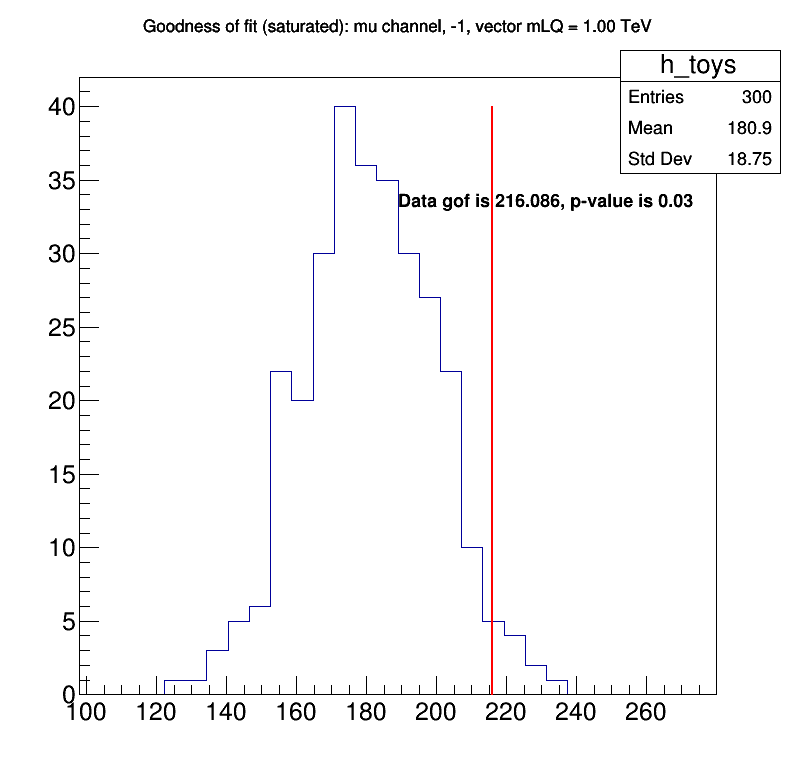 Goodness of fit (saturated): mu channel, -1, vector mLQ = 1.00 TeV
h_toys
Entries 300
Mean 180.9
Std Dev 18.75
Data gof is 216.086, p-value is 0.03
40
35
30
25
20
15
10
5
0
100 120 140 160 180 200 220 240 260